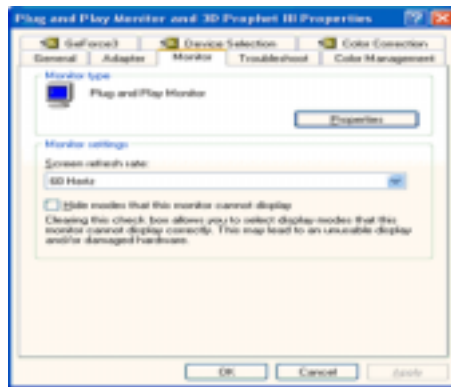 Plug and Play Monitor and 3D Prophet III Properties
GeForce3 Device Selection Color Correction
General Adapter Monitor Troubleshoot Color Management
Monitor type
Plug and Play Monitor
Properties
Monitor settings
Screen refresh rate:
60 Hertz
Hide modes that this monitor cannot display
Clearing this check box allows you to select display modes that this
monitor cannot display correctly. This may lead to an unusable display
and/or damaged hardware.
OK Cancel Apply